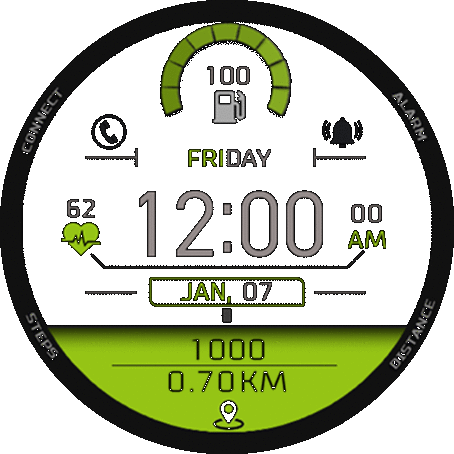 100
CONNECT
ALARM
FRIDAY
62
12:00
00
AM
JAN, 07
STEPS
DISTANCE
1000
0.70KM